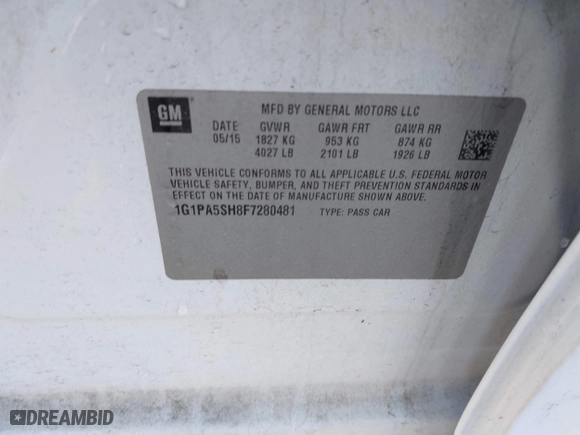 GM
MFD BY GENERAL MOTORS LLC
DATE GVWR GAWR FRT GAWR RR
05/15 1827 KG 953 KG 874 KG
4027 LB 2101 LB 1926 LB
THIS VEHICLE CONFORMS TO ALL APPLICABLE U.S. FEDERAL MOTOR
VEHICLE SAFETY, BUMPER, AND THEFT PREVENTION STANDARDS IN
EFFECT ON THE DATE OF MANUFACTURE SHOWN ABOVE.
1G1PA5SH8F7280481 TYPE: PASS CAR
DREAMBID